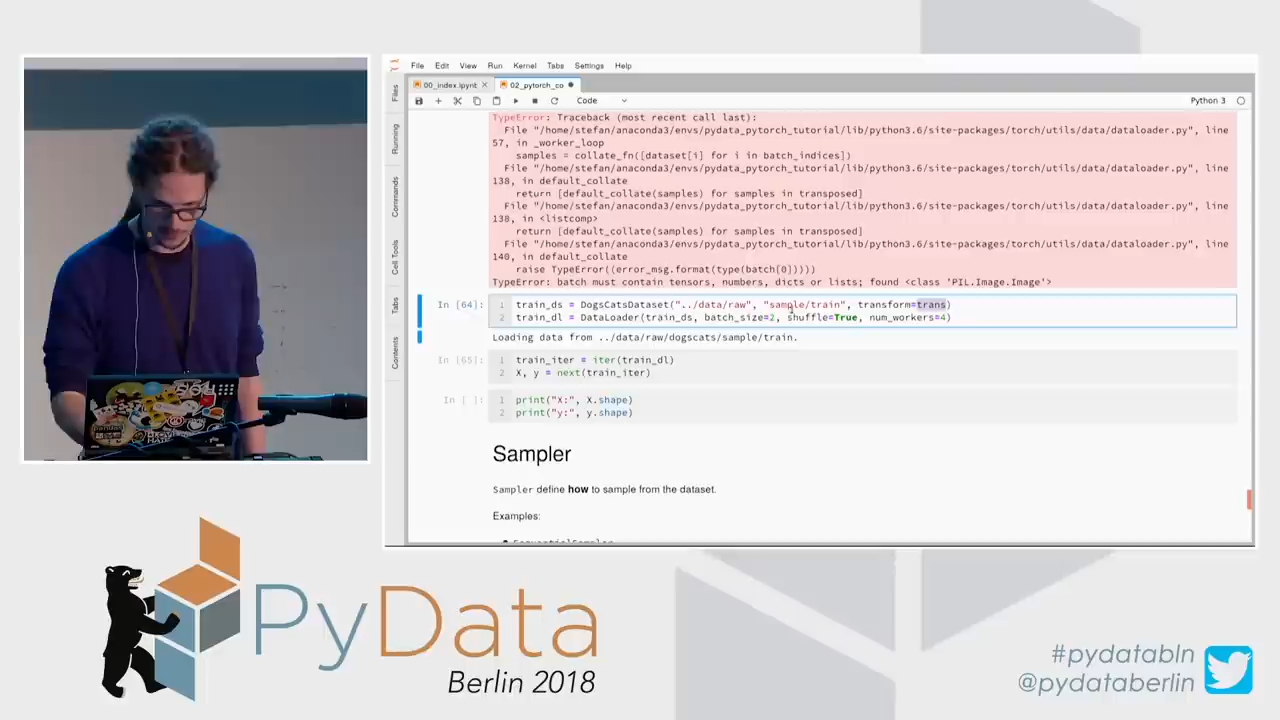 File Edit View Run Kernel Tabs Settings Help
00_index.ipynt × 02_pytorch_co
Code Python 3
Files
Running
Commands
Cell Tools
Tabs
Contents
TypeError: Traceback (most recent call last):
File "/home/stefan/anaconda3/envs/pydata_pytorch_tutorial/lib/python3.6/site-packages/torch/utils/data/dataloader.py", line
57, in _worker_loop
samples = collate_fn([dataset[i] for i in batch_indices])
File "/home/stefan/anaconda3/envs/pydata_pytorch_tutorial/lib/python3.6/site-packages/torch/utils/data/dataloader.py", line
138, in default_collate
return [default_collate(samples) for samples in transposed]
File "/home/stefan/anaconda3/envs/pydata_pytorch_tutorial/lib/python3.6/site-packages/torch/utils/data/dataloader.py", line
138, in <listcomp>
return [default_collate(samples) for samples in transposed]
File "/home/stefan/anaconda3/envs/pydata_pytorch_tutorial/lib/python3.6/site-packages/torch/utils/data/dataloader.py", line
140, in default_collate
raise TypeError((error_msg.format(type(batch[0]))))
TypeError: batch must contain tensors, numbers, dicts or lists; found <class 'PIL.Image.Image'>
In [64]: 1 train_ds = DogsCatsDataset("../data/raw", "sample/train", transform=trans)
2 train_dl = DataLoader(train_ds, batch_size=2, shuffle=True, num_workers=4)
Loading data from ../data/raw/dogscats/sample/train.
In [65]: 1 train_iter = iter(train_dl)
2 X, y = next(train_iter)
In [ ]: 1 print("X:", X.shape)
2 print("y:", y.shape)
Sampler
Sampler define how to sample from the dataset.
Examples:
PyData
Berlin 2018
#pydatabln
@pydataberlin